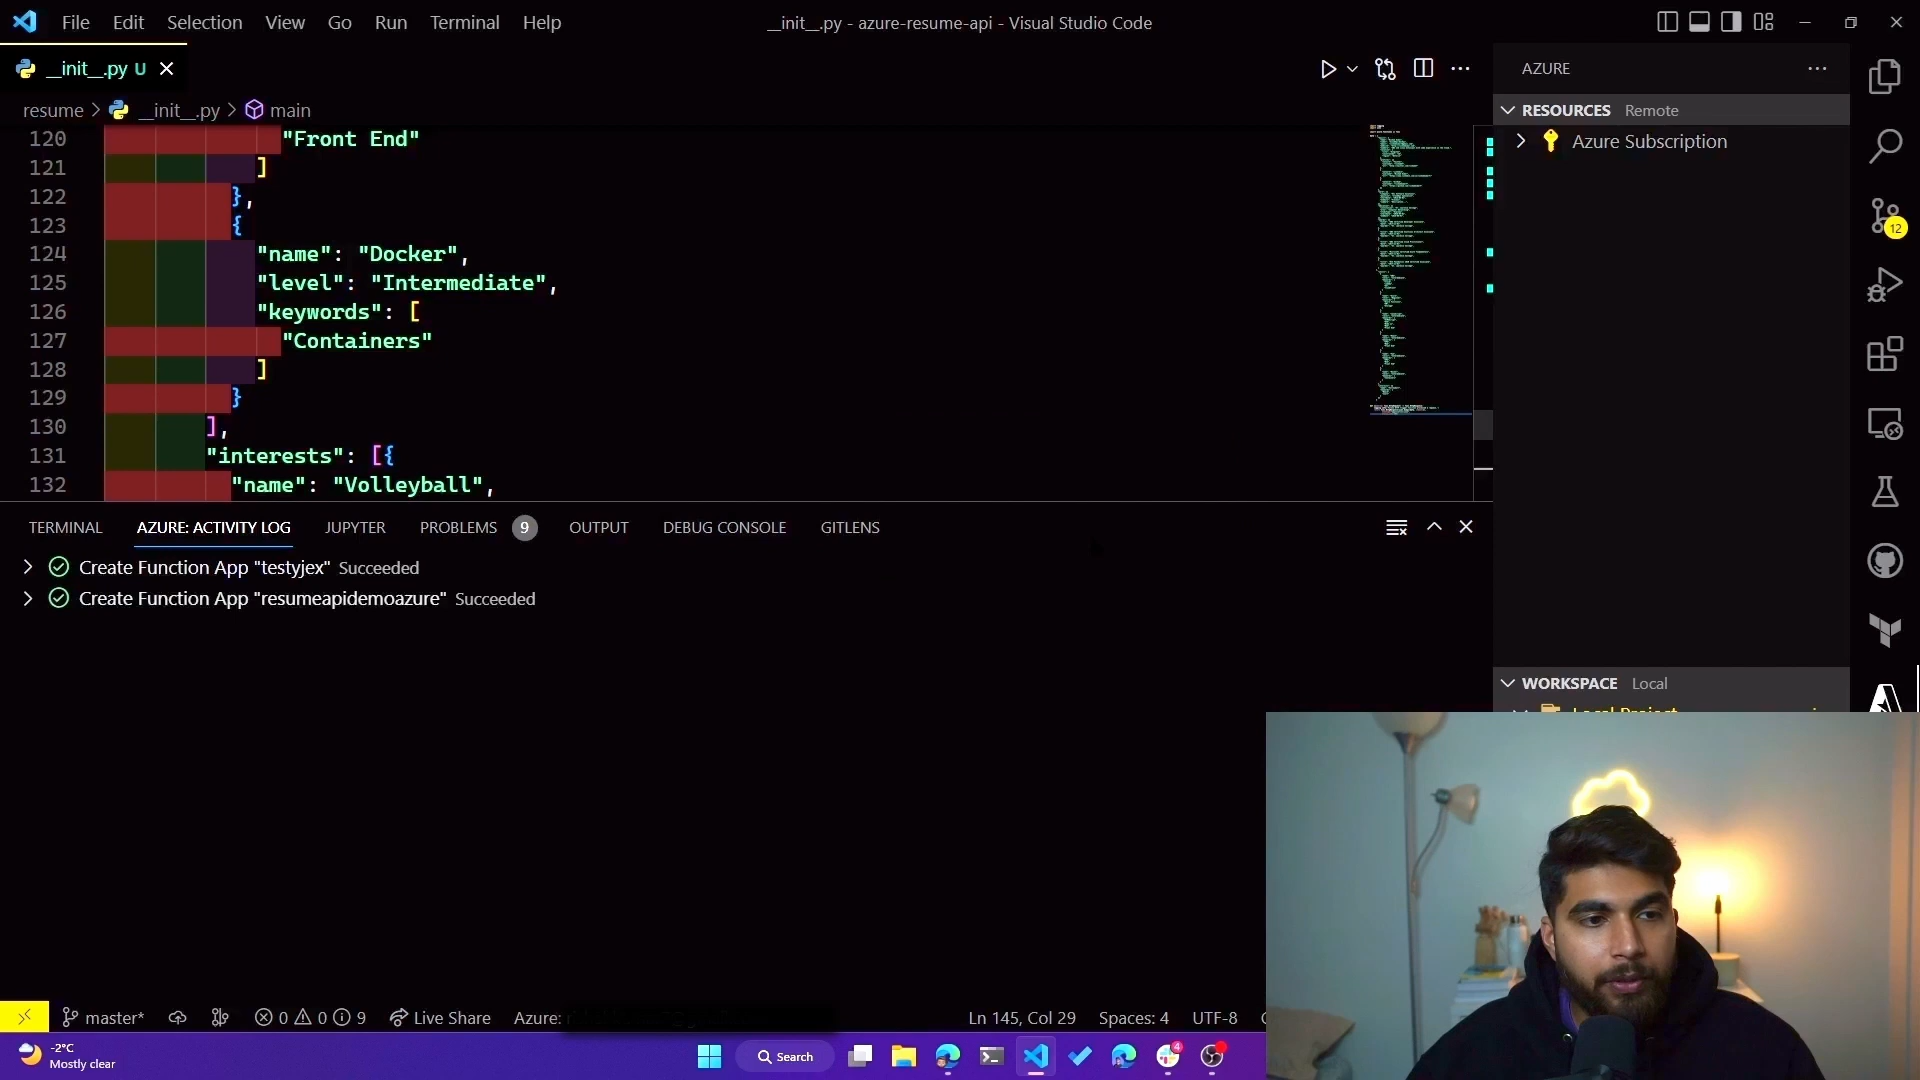 File Edit Selection View Go Run Terminal Help
__init__.py - azure-resume-api - Visual Studio Code
__init__.py U
resume > __init__.py > main
120 "Front End"
121 ]
122 },
123 {
124 "name": "Docker",
125 "level": "Intermediate",
126 "keywords": [
127 "Containers"
128 ]
129 }
130 ],
131 "interests": [{
132 "name": "Volleyball",
AZURE
RESOURCES Remote
Azure Subscription
12
TERMINAL AZURE: ACTIVITY LOG JUPYTER PROBLEMS 9 OUTPUT DEBUG CONSOLE GITLENS
Create Function App "testyjex" Succeeded
Create Function App "resumeapidemoazure" Succeeded
WORKSPACE Local
Local Project
master* 0 0 9 Live Share Azure:
Ln 145, Col 29 Spaces: 4 UTF-8
-2°C
Mostly clear
Search
4